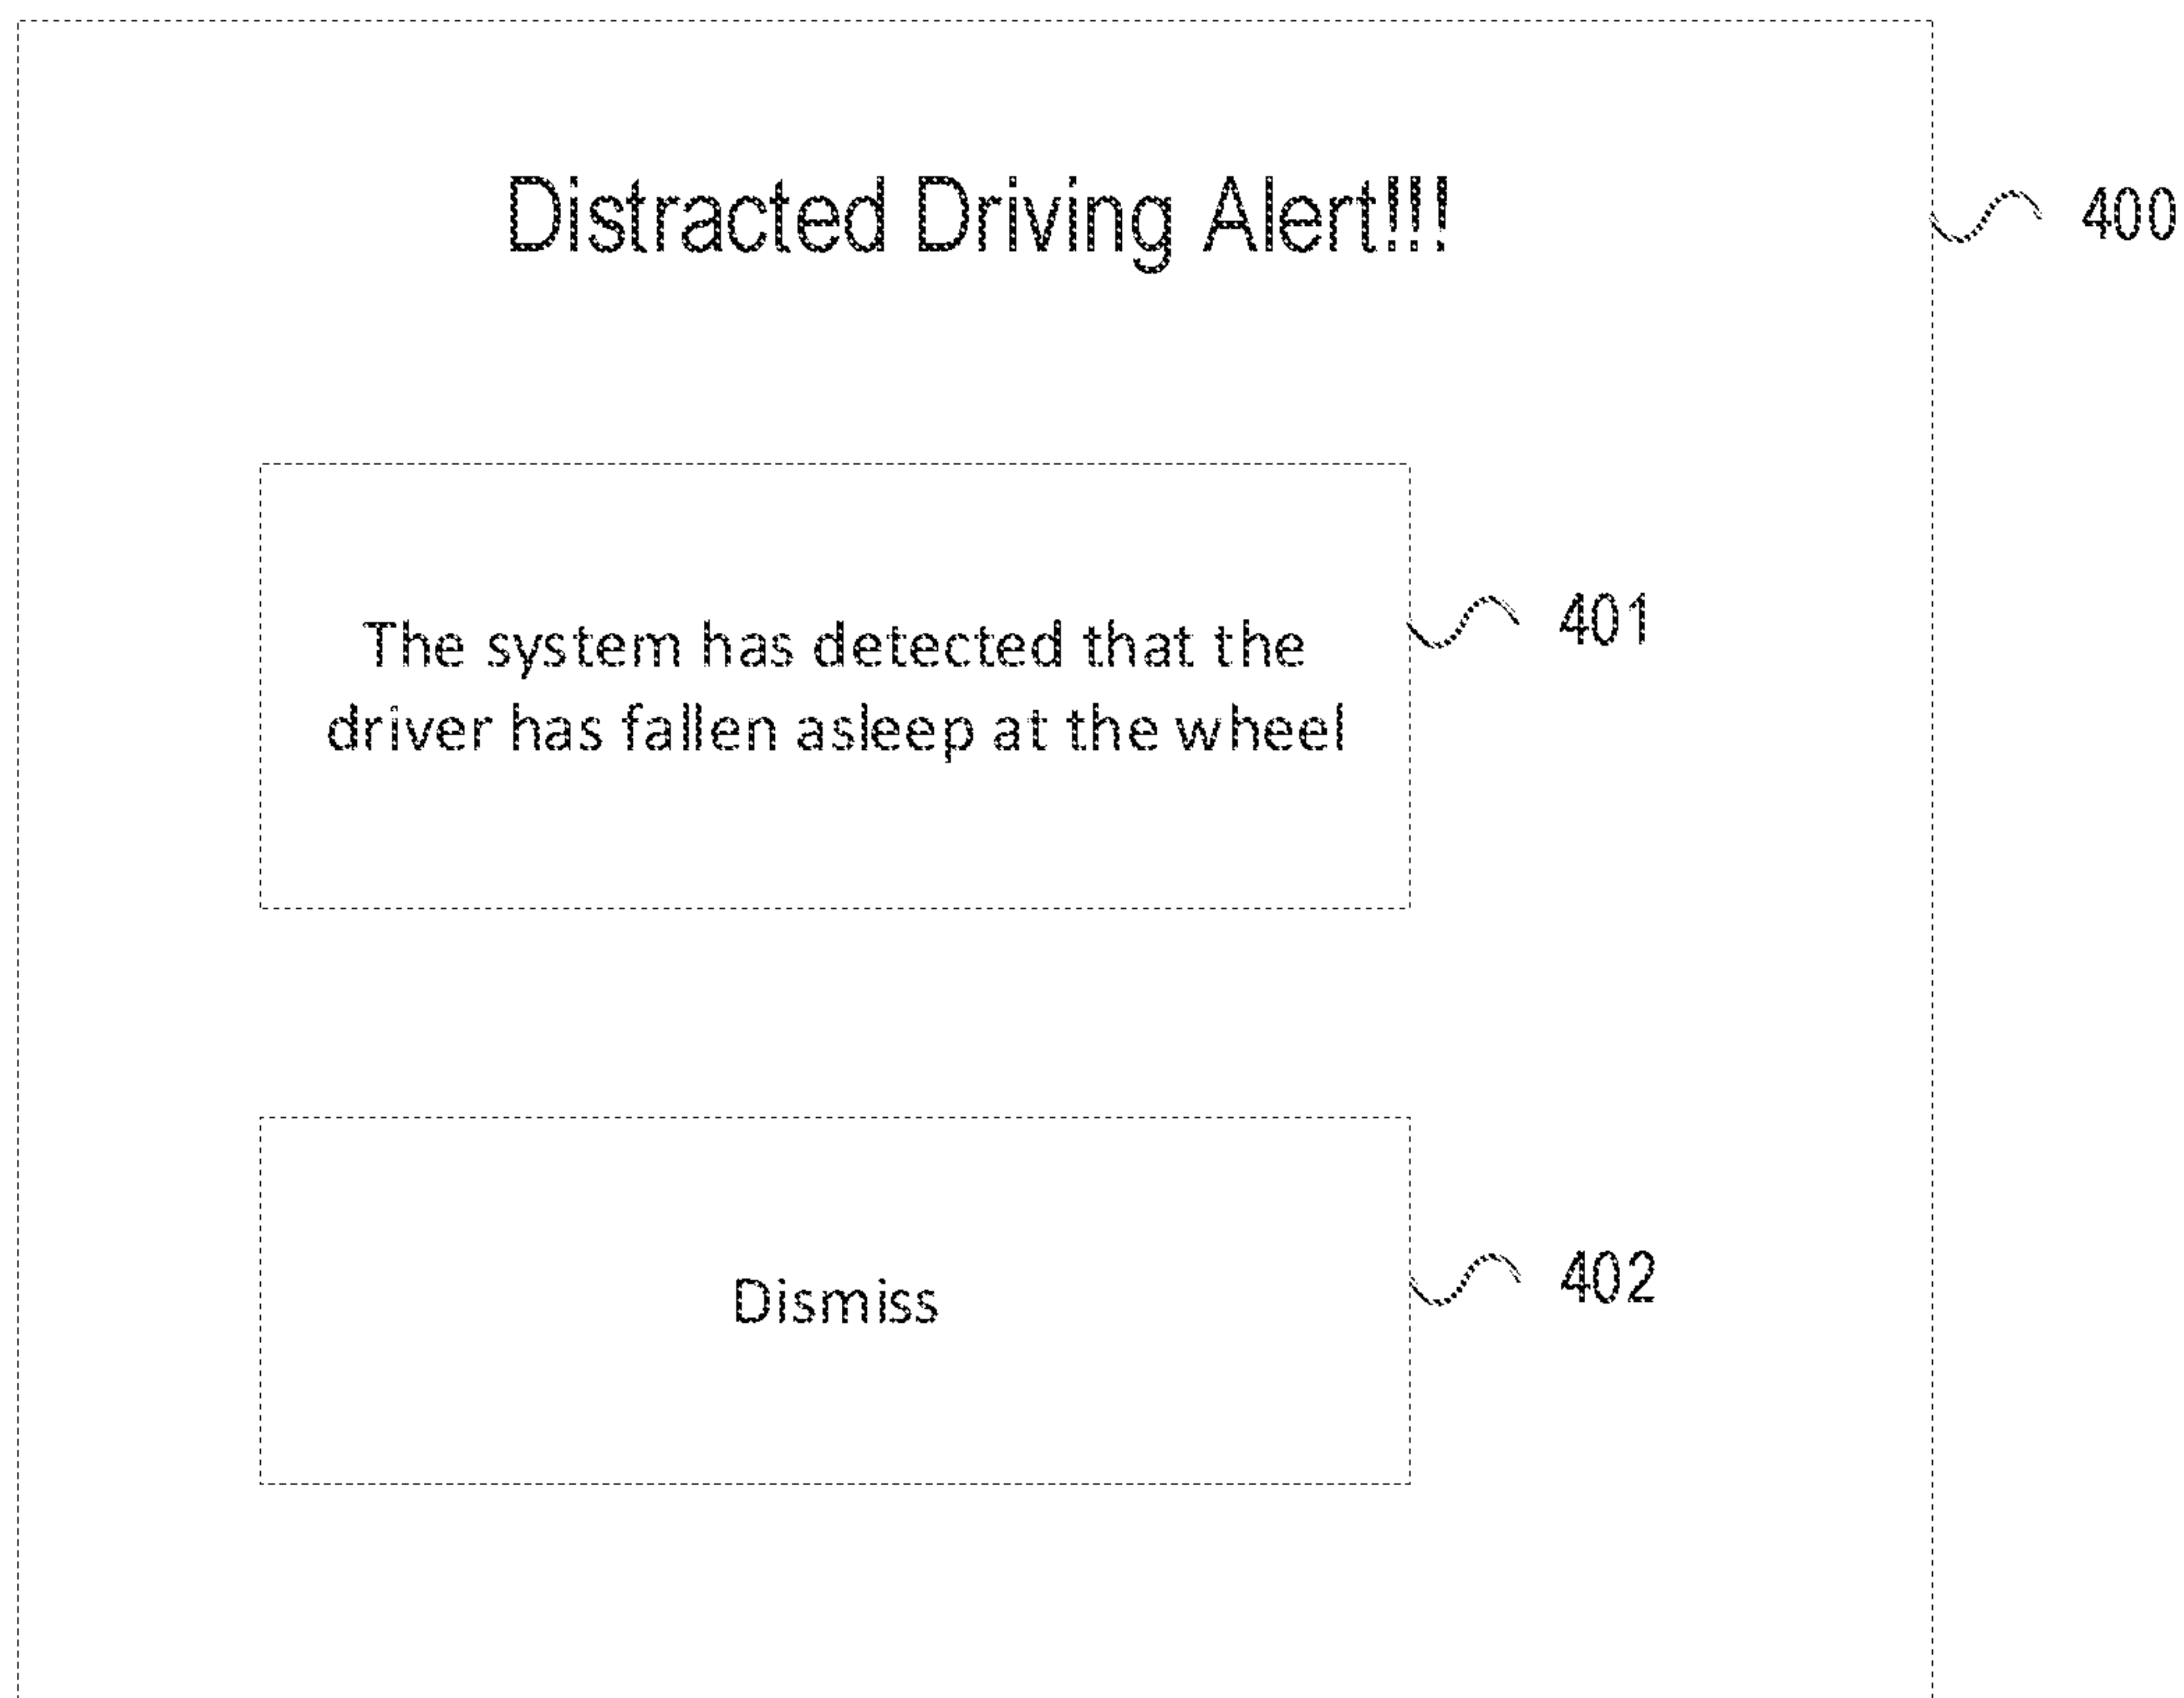 Distracted Driving Alert!!!
400
The system has detected that the
driver has fallen asleep at the wheel
401
Dismiss
402